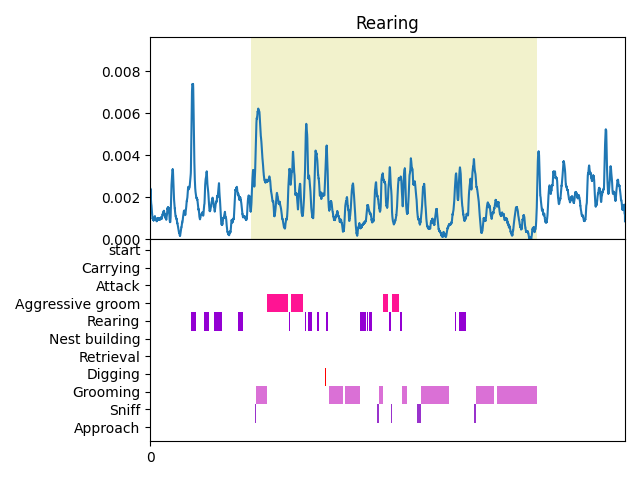 Rearing
0.008
0.006
0.004
0.002
0.000
start
Carrying
Attack
Aggressive groom
Rearing
Nest building
Retrieval
Digging
Grooming
Sniff
Approach
0